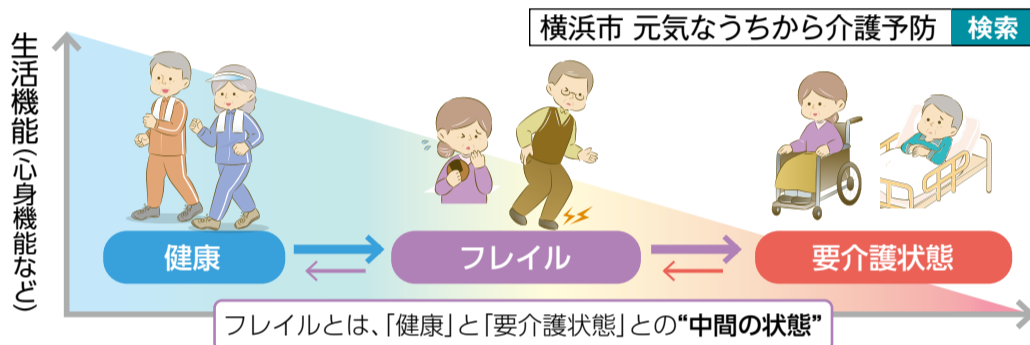 横浜市 元気なうちから介護予防 検索
生活機能(心身機能など)
健康
フレイル
要介護状態
フレイルとは、「健康」と「要介護状態」との“中間の状態”